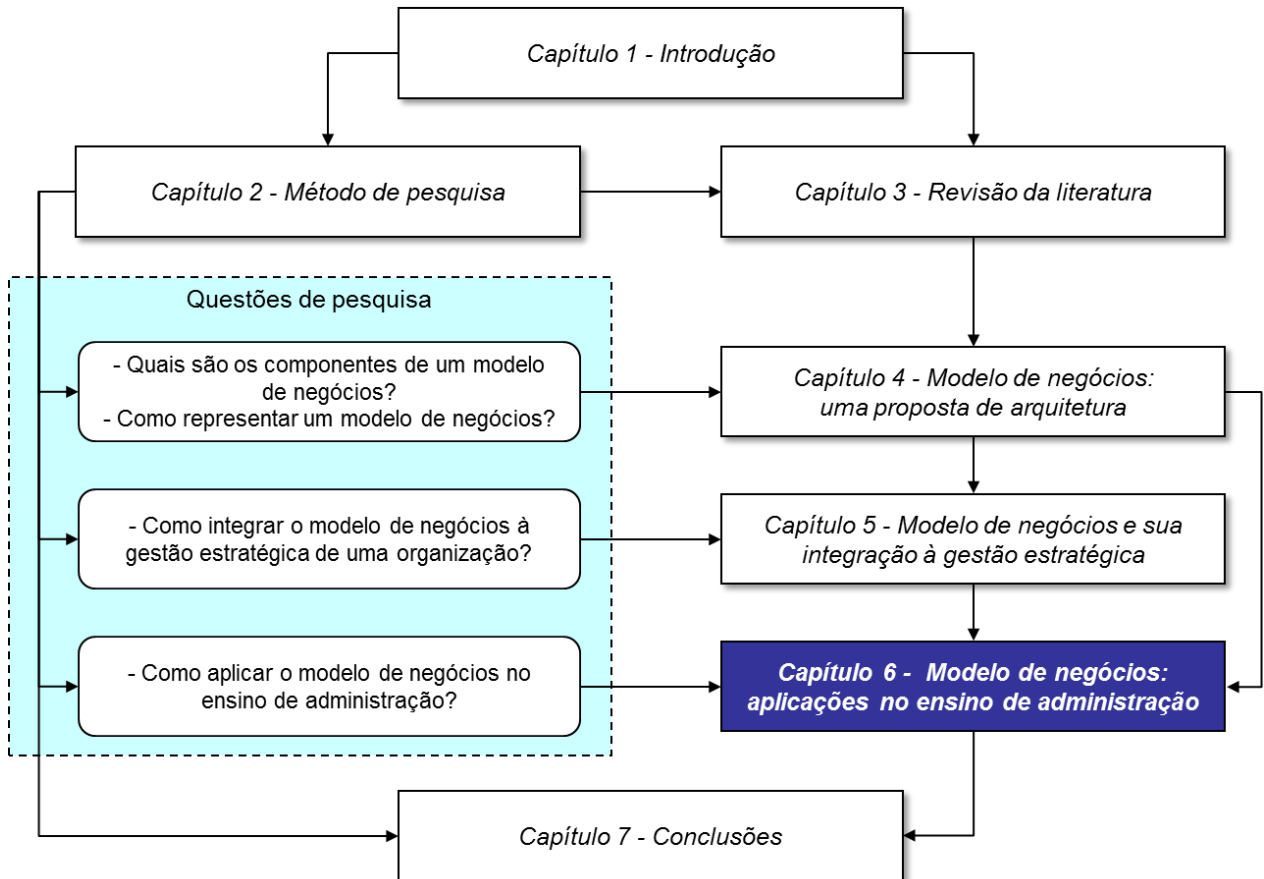 Capítulo 1 - Introdução
Capítulo 2 - Método de pesquisa
Capítulo 3 - Revisão da literatura
Questões de pesquisa
- Quais são os componentes de um modelo
de negócios?
- Como representar um modelo de negócios?
Capítulo 4 - Modelo de negócios:
uma proposta de arquitetura
- Como integrar o modelo de negócios à
gestão estratégica de uma organização?
Capítulo 5 - Modelo de negócios e sua
integração à gestão estratégica
- Como aplicar o modelo de negócios no
ensino de administração?
Capítulo 6 - Modelo de negócios:
aplicações no ensino de administração
Capítulo 7 - Conclusões